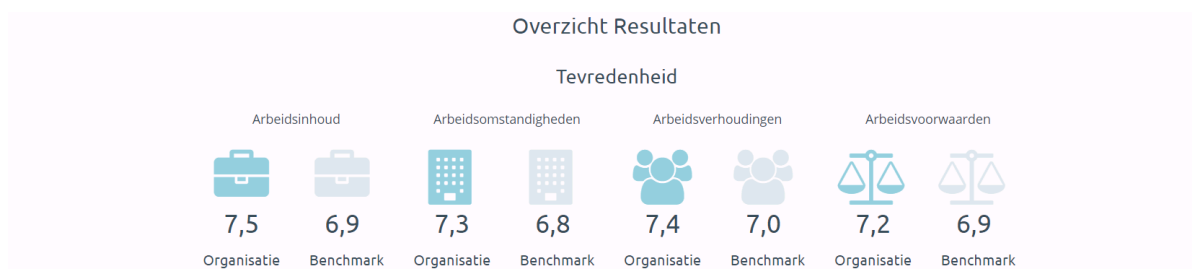 Overzicht Resultaten
Tevredenheid
Arbeidsinhoud Arbeidsomstandigheden Arbeidsverhoudingen Arbeidsvoorwaarden
7,5 6,9 7,3 6,8 7,4 7,0 7,2 6,9
Organisatie Benchmark Organisatie Benchmark Organisatie Benchmark Organisatie Benchmark